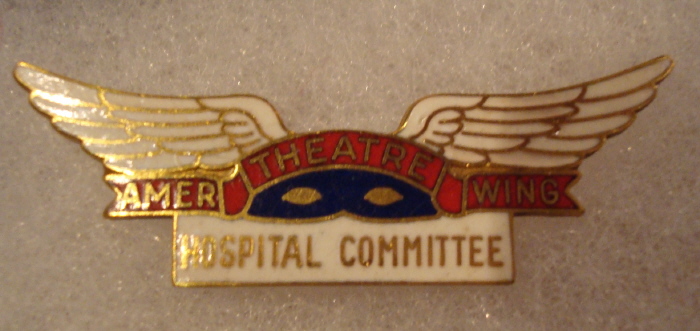 AMER THEATRE WING
HOSPITAL COMMITTEE